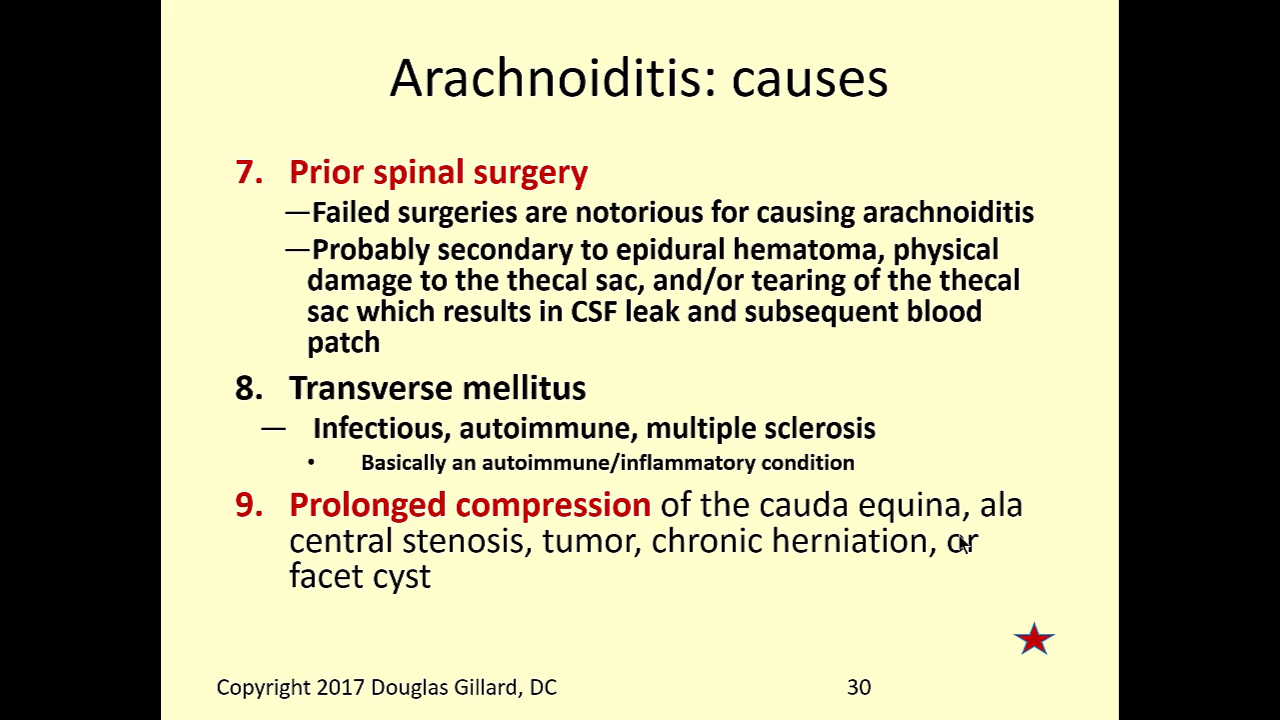 Arachnoiditis: causes
7. Prior spinal surgery
—Failed surgeries are notorious for causing arachnoiditis
—Probably secondary to epidural hematoma, physical
damage to the thecal sac, and/or tearing of the thecal
sac which results in CSF leak and subsequent blood
patch
8. Transverse mellitus
— Infectious, autoimmune, multiple sclerosis
• Basically an autoimmune/inflammatory condition
9. Prolonged compression of the cauda equina, ala
central stenosis, tumor, chronic herniation, or
facet cyst
Copyright 2017 Douglas Gillard, DC 30